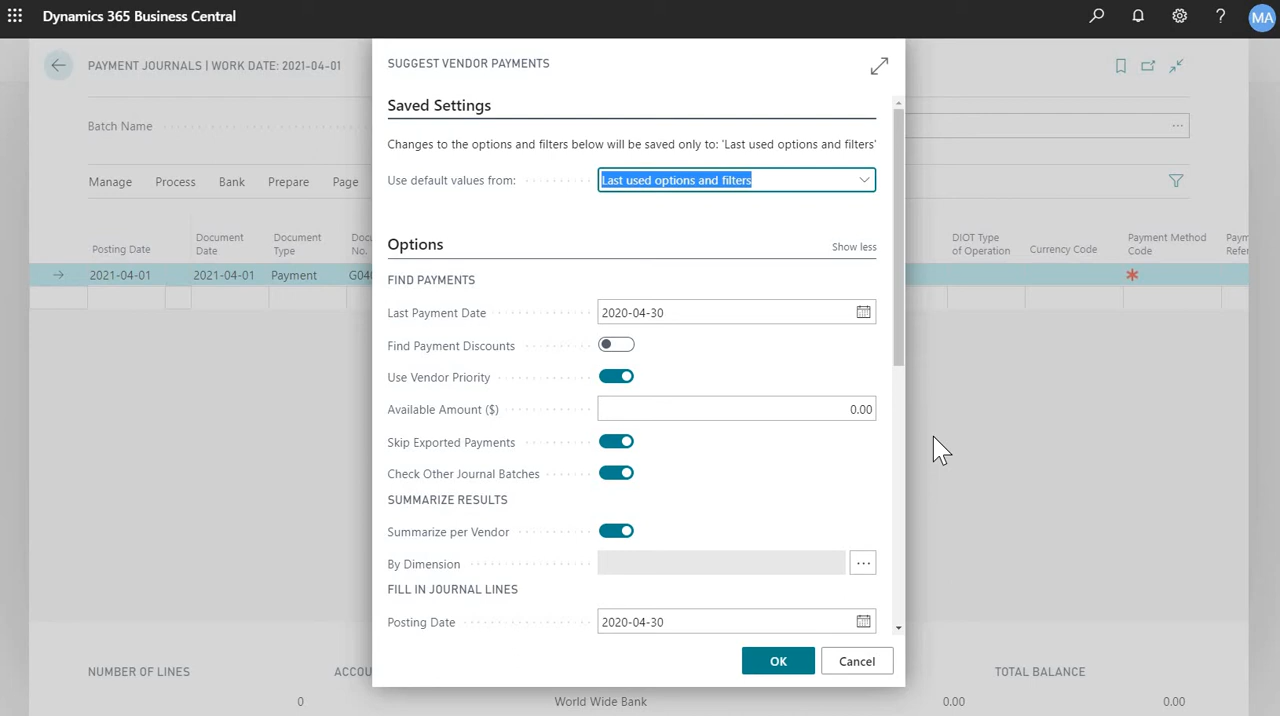 Dynamics 365 Business Central
? MA
PAYMENT JOURNALS | WORK DATE: 2021-04-01
Batch Name
Manage Process Bank Prepare Page
Posting Date Document Date Document Type Doc No. DIOT Type of Operation Currency Code Payment Method Code Paym Refer
2021-04-01 2021-04-01 Payment G04
SUGGEST VENDOR PAYMENTS
Saved Settings
Changes to the options and filters below will be saved only to: 'Last used options and filters'
Use default values from: Last used options and filters
Options Show less
FIND PAYMENTS
Last Payment Date 2020-04-30
Find Payment Discounts
Use Vendor Priority
Available Amount ($) 0.00
Skip Exported Payments
Check Other Journal Batches
SUMMARIZE RESULTS
Summarize per Vendor
By Dimension
FILL IN JOURNAL LINES
Posting Date 2020-04-30
OK Cancel
NUMBER OF LINES ACCOU TOTAL BALANCE
0 World Wide Bank 0.00 0.00